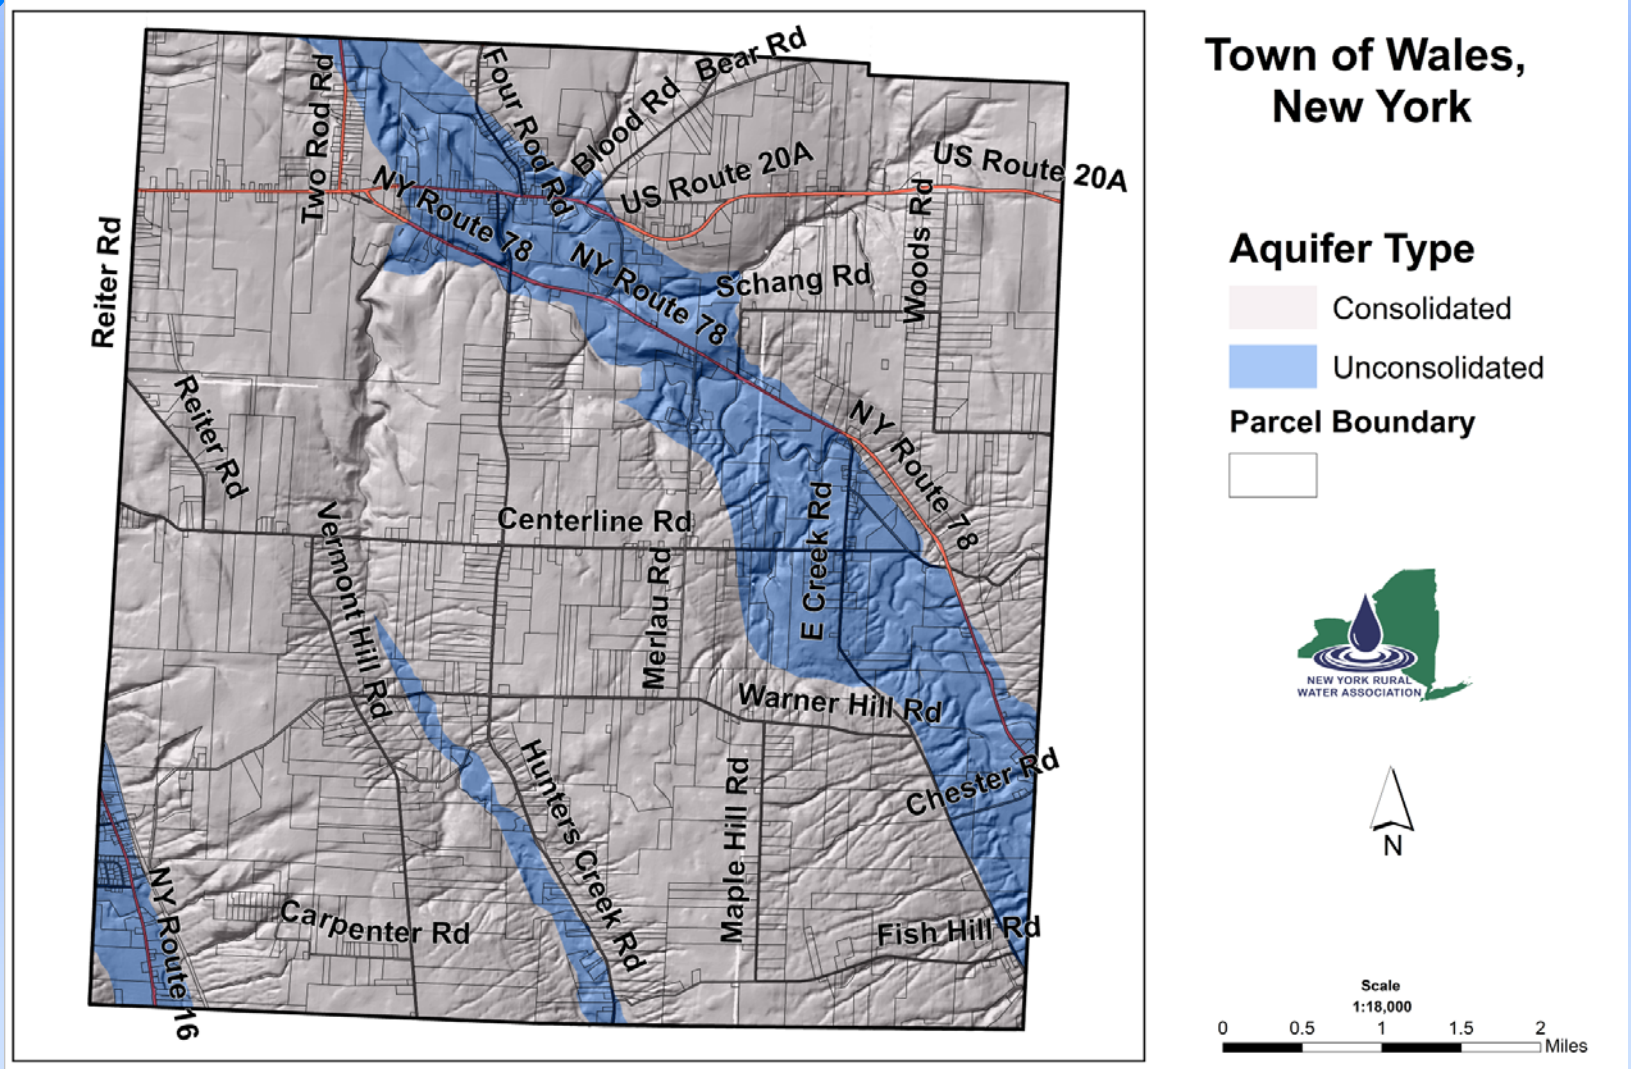 Town of Wales,
New York
Two Rod Rd
Four Rod Rd
Blood Rd
Bear Rd
US Route 20A
US Route 20A
NY Route 78
NY Route 78
Schang Rd
Woods Rd
Reiter Rd
Reiter Rd
NY Route 78
Centerline Rd
E Creek Rd
Vermont Hill Rd
Merlau Rd
Warner Hill Rd
Hunters Creek Rd
Maple Hill Rd
Chester Rd
Carpenter Rd
Fish Hill Rd
NY Route 16
Aquifer Type
Consolidated
Unconsolidated
Parcel Boundary
NEW YORK RURAL
WATER ASSOCIATION
N
Scale
1:18,000
0 0.5 1 1.5 2
Miles